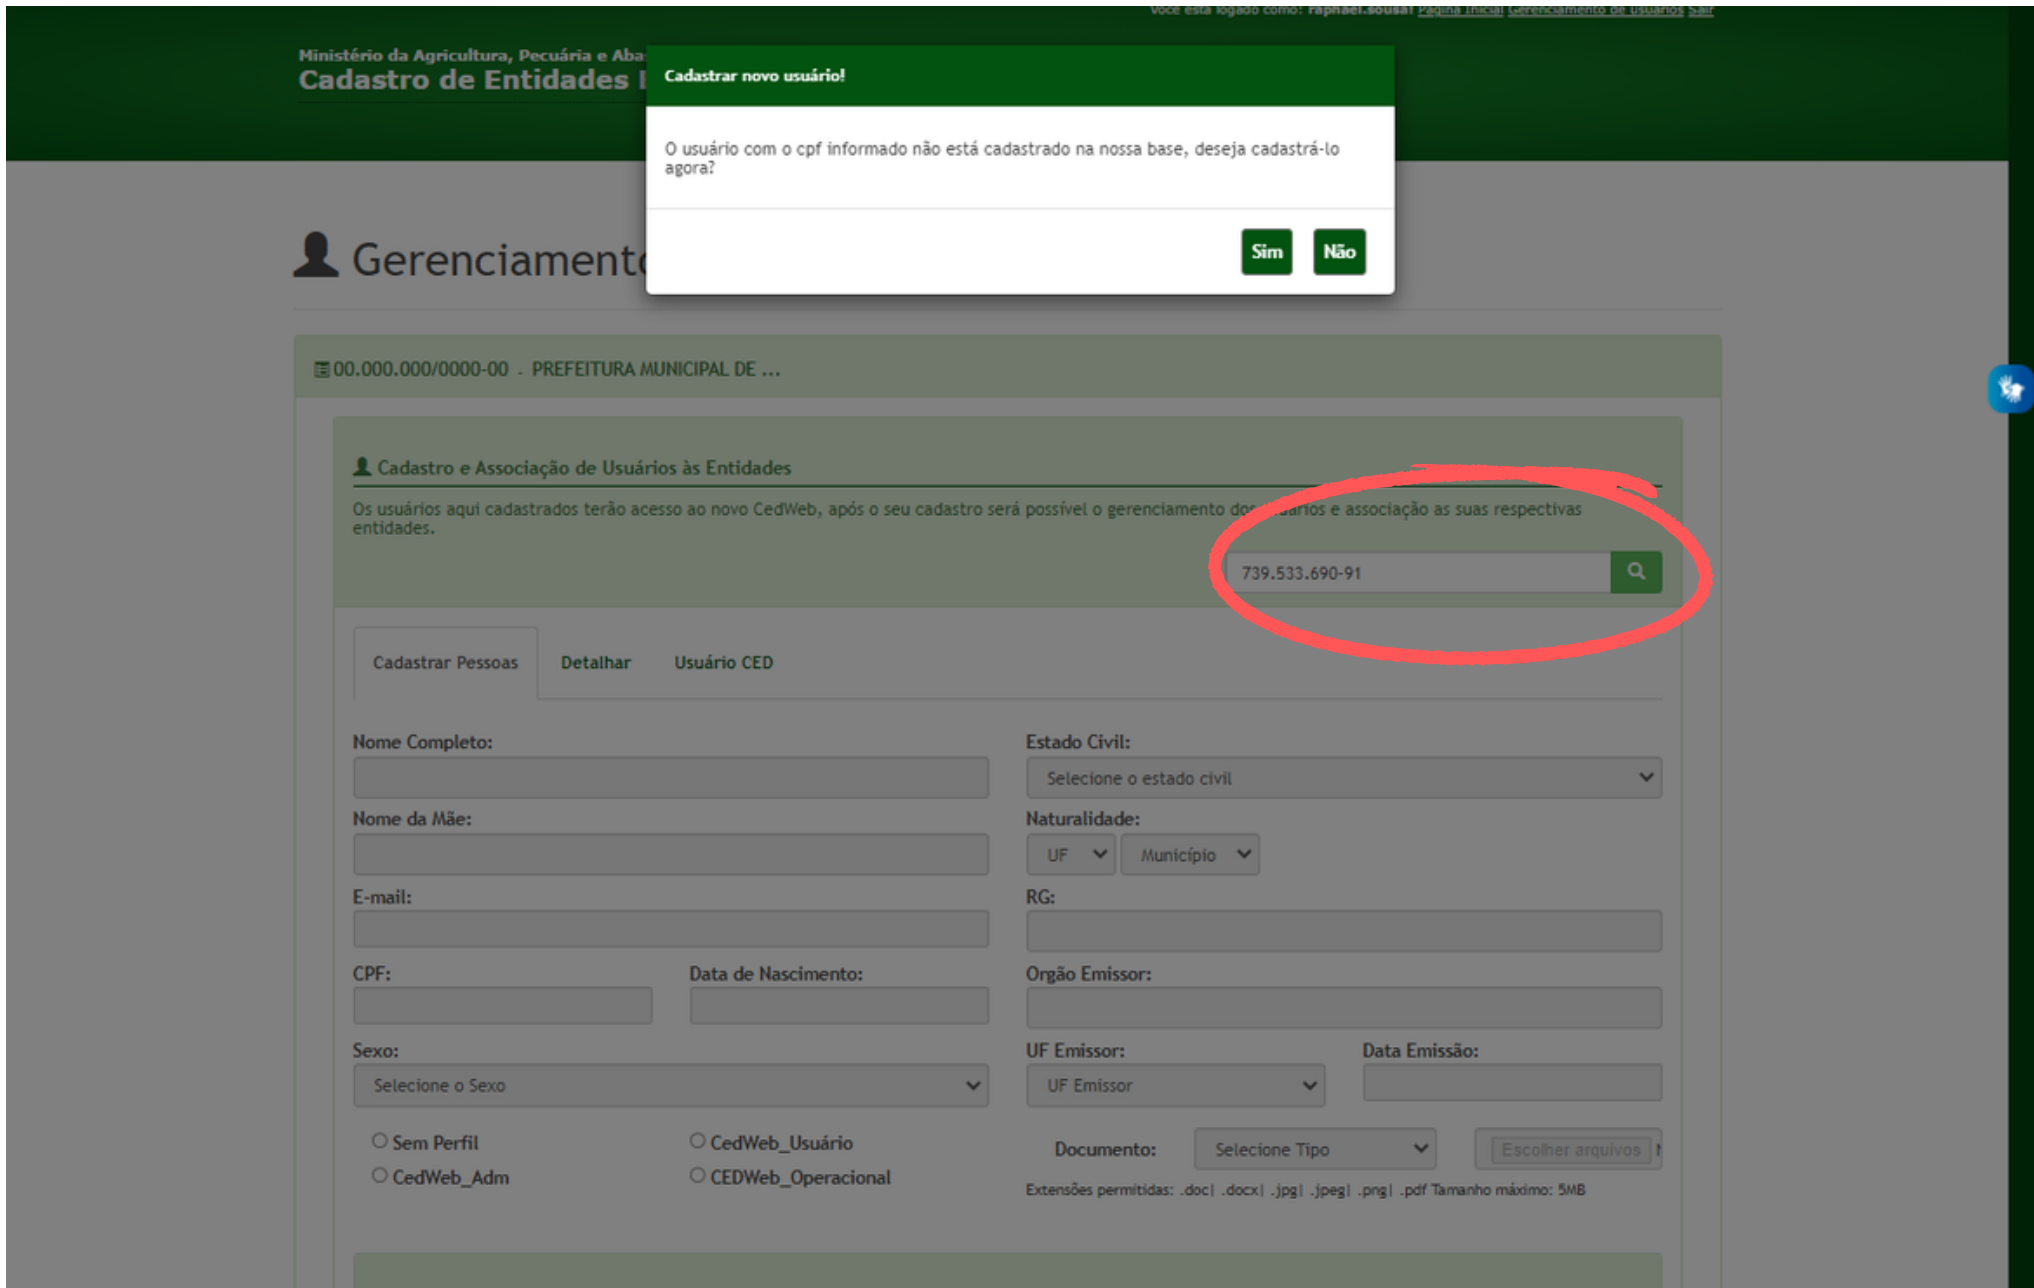 Você está logado como: raphael.sousa! Página Inicial Gerenciamento de usuários Sair
Ministério da Agricultura, Pecuária e Aba
Cadastro de Entidades
Cadastrar novo usuário!
O usuário com o cpf informado não está cadastrado na nossa base, deseja cadastrá-lo
agora?
Sim Não
Gerenciamento
00.000.000/0000-00 - PREFEITURA MUNICIPAL DE ...
Cadastro e Associação de Usuários às Entidades
Os usuários aqui cadastrados terão acesso ao novo CedWeb, após o seu cadastro será possível o gerenciamento dos usuários e associação as suas respectivas
entidades.
739.533.690-91
Cadastrar Pessoas Detalhar Usuário CED
Nome Completo: Estado Civil:
Selecione o estado civil
Nome da Mãe: Naturalidade:
UF Município
E-mail: RG:
CPF: Data de Nascimento: Orgão Emissor:
Sexo: UF Emissor: Data Emissão:
Selecione o Sexo UF Emissor
Sem Perfil CedWeb_Usuário Documento: Selecione Tipo Escolher arquivos
CedWeb_Adm CEDWeb_Operacional
Extensões permitidas: .doc| .docx| .jpg| .jpeg| .png| .pdf Tamanho máximo: 5MB